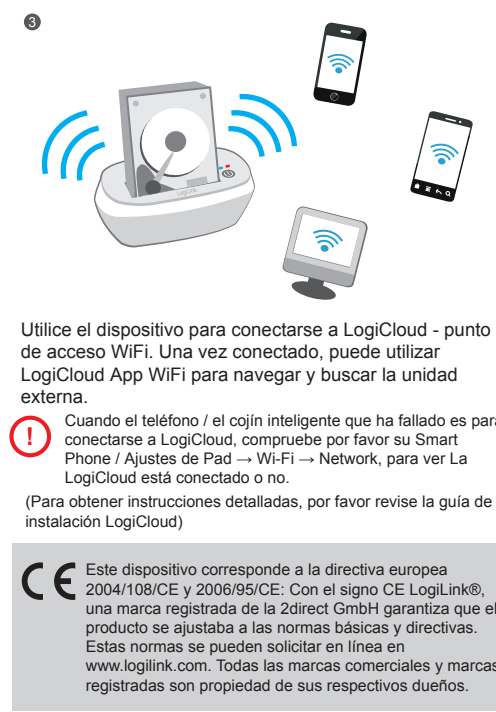 3
LogiLink
Utilice el dispositivo para conectarse a LogiCloud - punto
de acceso WiFi. Una vez conectado, puede utilizar
LogiCloud App WiFi para navegar y buscar la unidad
externa.
!
Cuando el teléfono / el cojín inteligente que ha fallado es para
conectarse a LogiCloud, compruebe por favor su Smart
Phone / Ajustes de Pad → Wi-Fi → Network, para ver La
LogiCloud está conectado o no.
(Para obtener instrucciones detalladas, por favor revise la guía de
instalación LogiCloud)
CE
Este dispositivo corresponde a la directiva europea
2004/108/CE y 2006/95/CE: Con el signo CE LogiLink®,
una marca registrada de la 2direct GmbH garantiza que el
producto se ajustaba a las normas básicas y directivas.
Estas normas se pueden solicitar en línea en
www.logilink.com. Todas las marcas comerciales y marcas
registradas son propiedad de sus respectivos dueños.